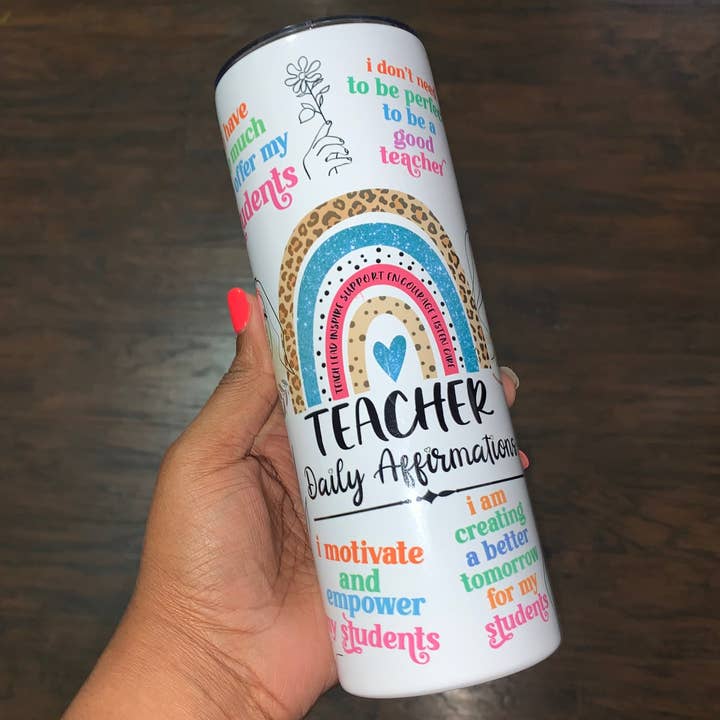 have
much
offer my
students
i don't need
to be perfect
to be a
good
teacher
TEACH LEAD INSPIRE SUPPORT ENCOURAGE LISTEN CARE
TEACHER
Daily Affirmations
i motivate
and
empower
my students
i am
creating
a better
tomorrow
for my
students